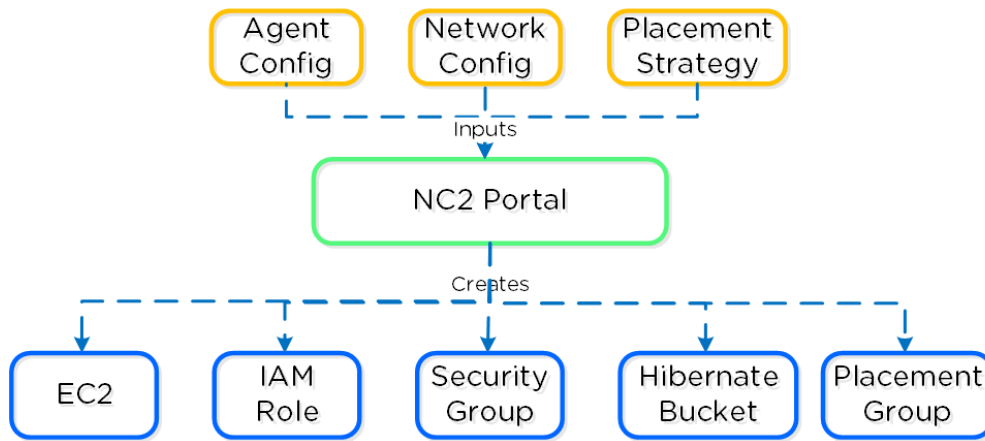 Agent
Config
Network
Config
Placement
Strategy
Inputs
NC2 Portal
Creates
EC2
IAM
Role
Security
Group
Hibernate
Bucket
Placement
Group